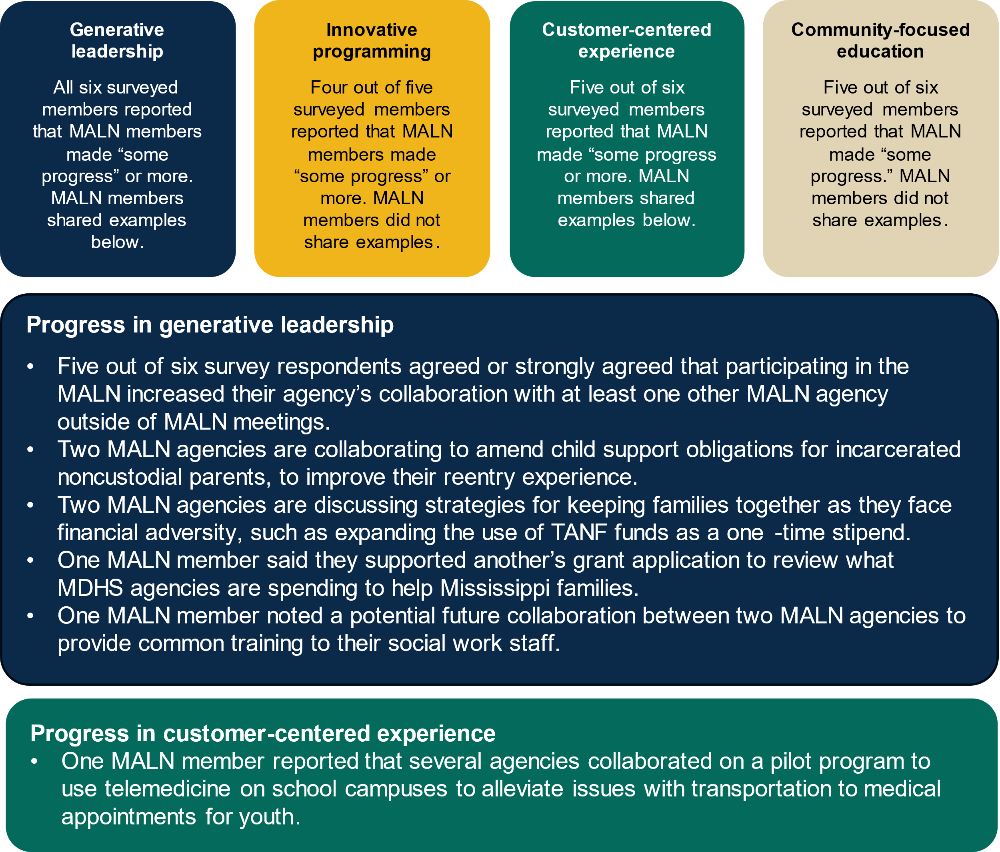 Generative
leadership
All six surveyed
members reported
that MALN members
made “some
progress” or more.
MALN members
shared examples
below.
Innovative
programming
Four out of five
surveyed members
reported that MALN
members made
“some progress” or
more. MALN
members did not
share examples.
Customer-centered
experience
Five out of six
surveyed members
reported that MALN
made “some progress
or more. MALN
members shared
examples below.
Community-focused
education
Five out of six
surveyed members
reported that MALN
made “some
progress.” MALN
members did not
share examples.
Progress in generative leadership
• Five out of six survey respondents agreed or strongly agreed that participating in the
MALN increased their agency’s collaboration with at least one other MALN agency
outside of MALN meetings.
• Two MALN agencies are collaborating to amend child support obligations for incarcerated
noncustodial parents, to improve their reentry experience.
• Two MALN agencies are discussing strategies for keeping families together as they face
financial adversity, such as expanding the use of TANF funds as a one -time stipend.
• One MALN member said they supported another’s grant application to review what
MDHS agencies are spending to help Mississippi families.
• One MALN member noted a potential future collaboration between two MALN agencies to
provide common training to their social work staff.
Progress in customer-centered experience
• One MALN member reported that several agencies collaborated on a pilot program to
use telemedicine on school campuses to alleviate issues with transportation to medical
appointments for youth.